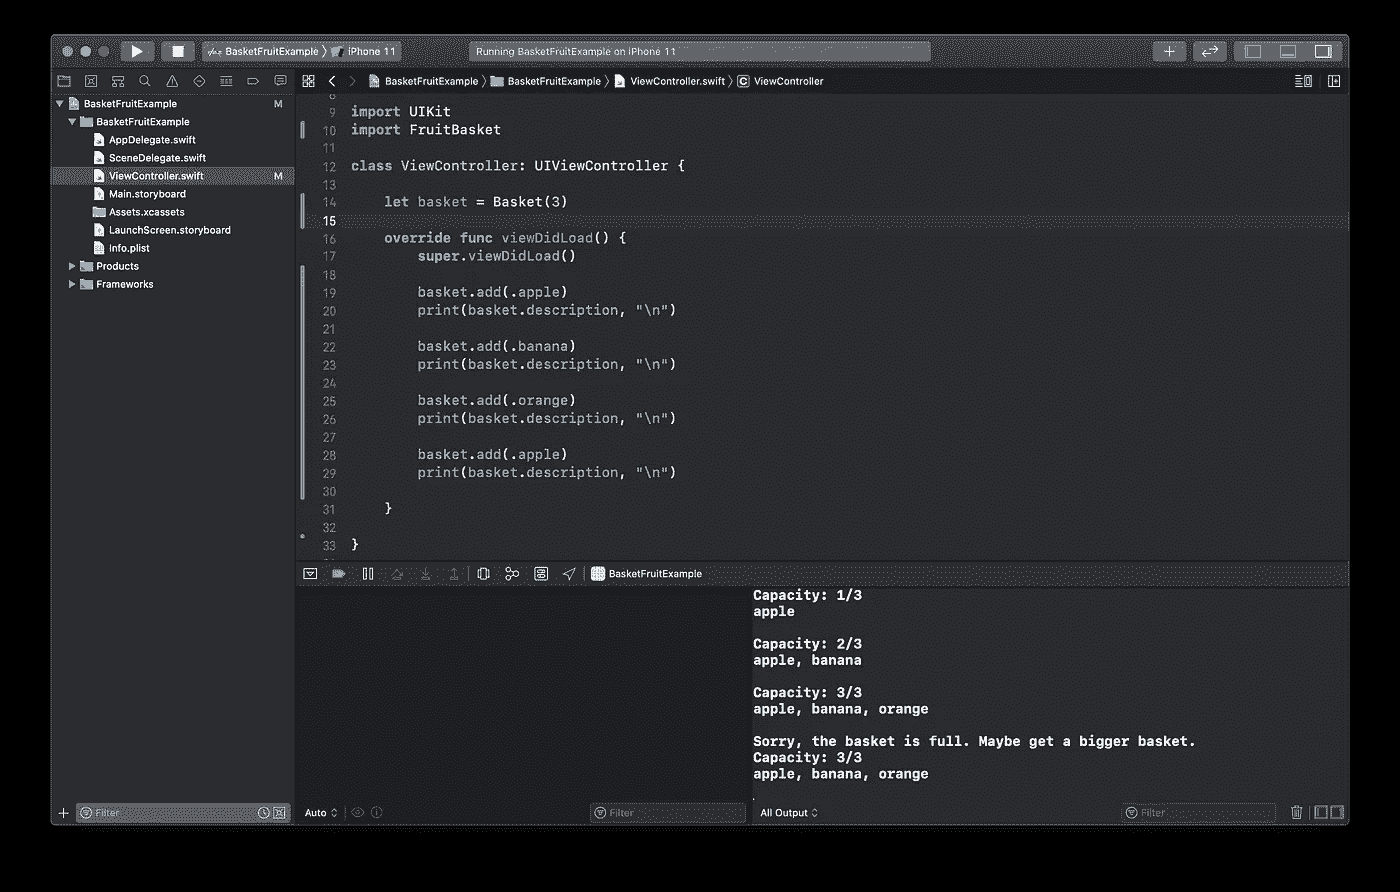 BasketFruitExample
iPhone 11
Running BasketFruitExample on iPhone 11
BasketFruitExample
BasketFruitExample
ViewController.swift
C
ViewController
BasketFruitExample
M
BasketFruitExample
AppDelegate.swift
SceneDelegate.swift
ViewController.swift
M
Main.storyboard
Assets.xcassets
LaunchScreen.storyboard
Info.plist
Products
Frameworks
9 import UIKit
10 import FruitBasket
11
12 class ViewController: UIViewController {
13
14 let basket = Basket(3)
15
16 override func viewDidLoad() {
17 super.viewDidLoad()
18
19 basket.add(.apple)
20 print(basket.description, "\n")
21
22 basket.add(.banana)
23 print(basket.description, "\n")
24
25 basket.add(.orange)
26 print(basket.description, "\n")
27
28 basket.add(.apple)
29 print(basket.description, "\n")
30
31 }
32
33 }
BasketFruitExample
Capacity: 1/3
apple
Capacity: 2/3
apple, banana
Capacity: 3/3
apple, banana, orange
Sorry, the basket is full. Maybe get a bigger basket.
Capacity: 3/3
apple, banana, orange
Filter
Auto
Filter
All Output
Filter